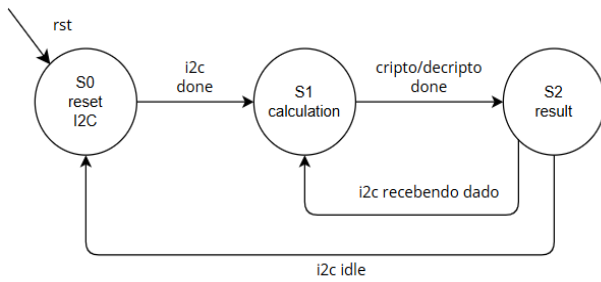 rst
S0
reset
I2C
i2c
done
S1
calculation
cripto/decripto
done
S2
result
i2c recebendo dado
i2c idle